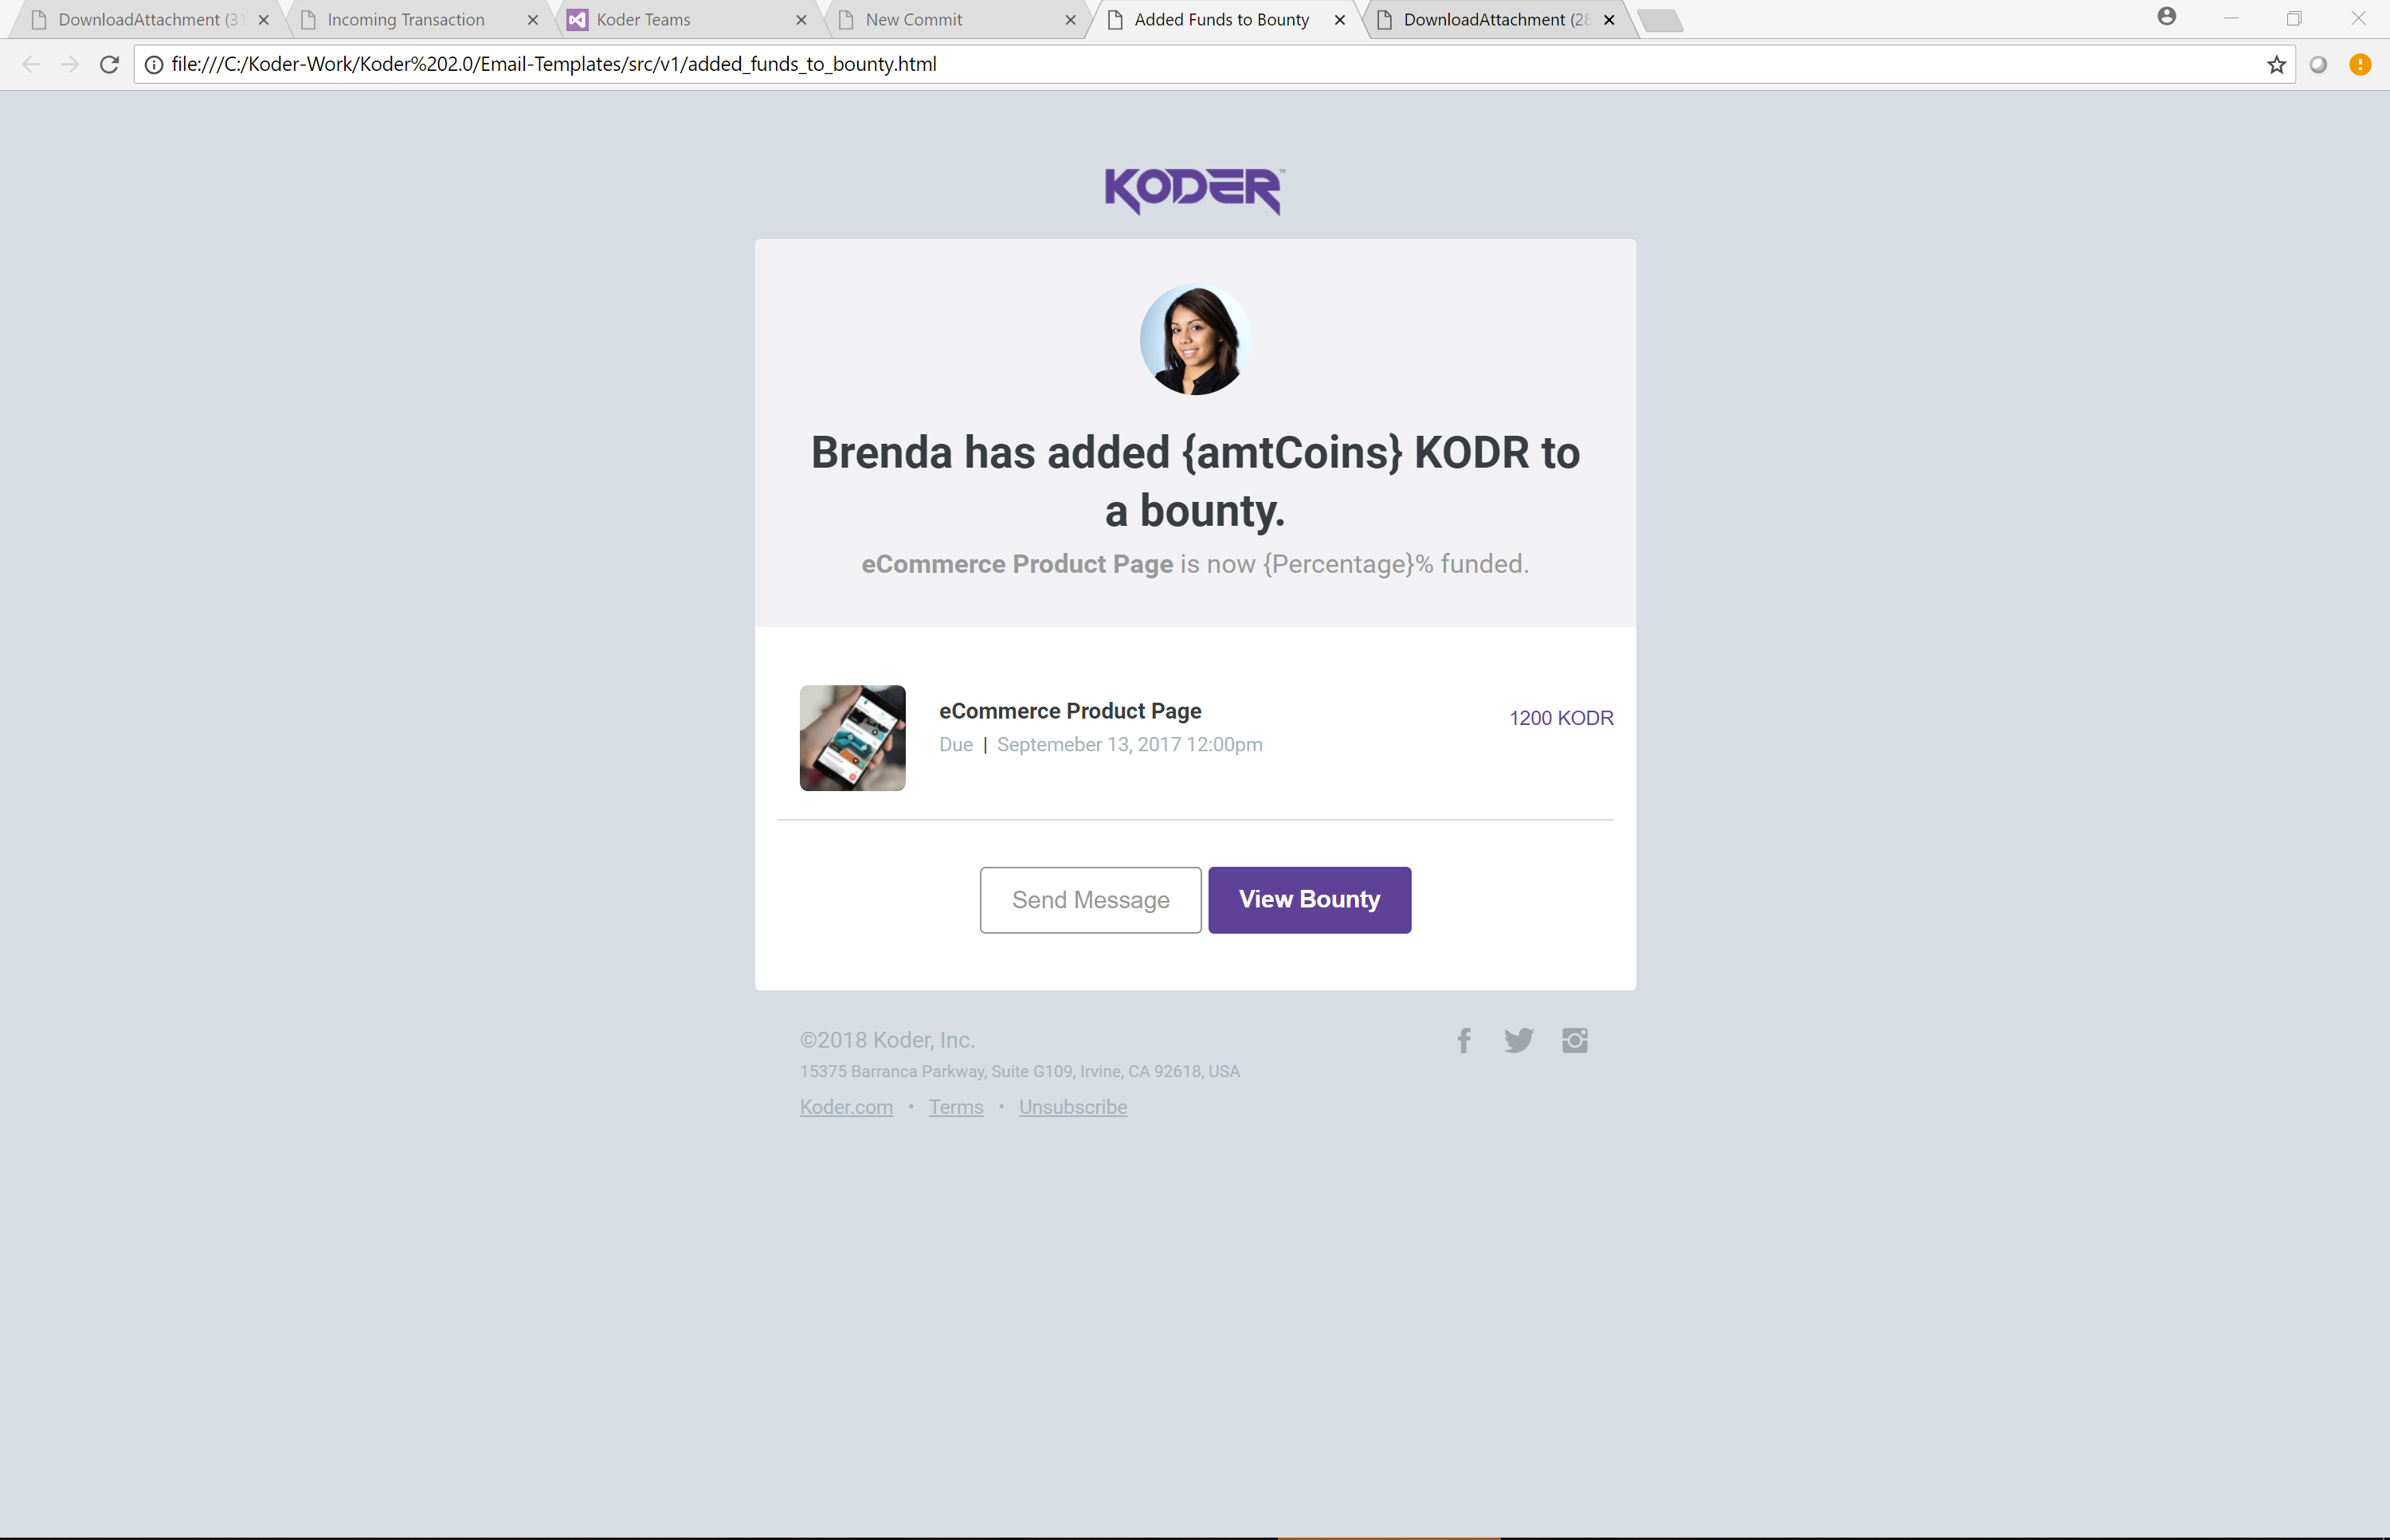 DownloadAttachment (31
Incoming Transaction
Koder Teams
New Commit
Added Funds to Bounty
DownloadAttachment (28
file:///C:/Koder-Work/Koder%202.0/Email-Templates/src/v1/added_funds_to_bounty.html
KODER™
Brenda has added {amtCoins} KODR to
a bounty.
eCommerce Product Page is now {Percentage}% funded.
eCommerce Product Page
1200 KODR
Due | Septemeber 13, 2017 12:00pm
Send Message
View Bounty
©2018 Koder, Inc.
15375 Barranca Parkway, Suite G109, Irvine, CA 92618, USA
Koder.com • Terms • Unsubscribe